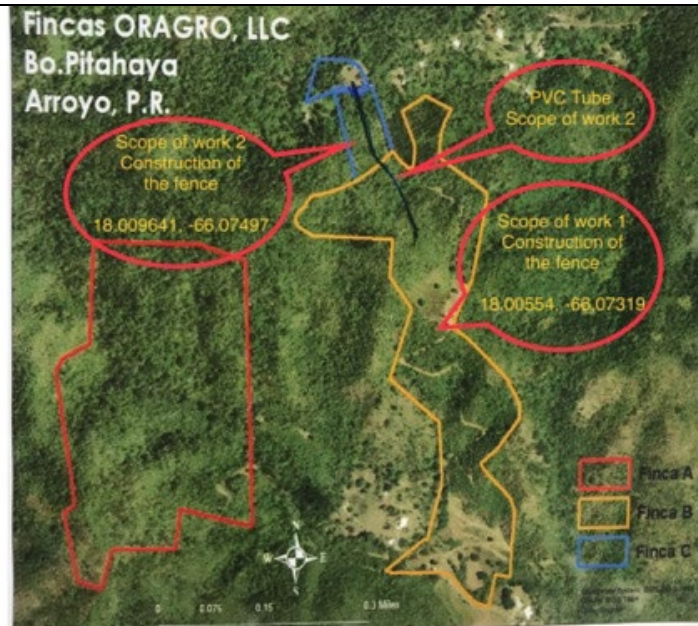 Fincas ORAGRO, LLC
Bo.Pitahaya
Arroyo, P.R.
PVC Tube
Scope of work 2
Scope of work 2
Construction of
the fence
18.009641, -66.07497
Scope of work 1
Construction of
the fence
18.00554, -66.07319
Finca A
Finca B
Finca C
N
W
E
S
0
0.075
0.15
0.3 Miles